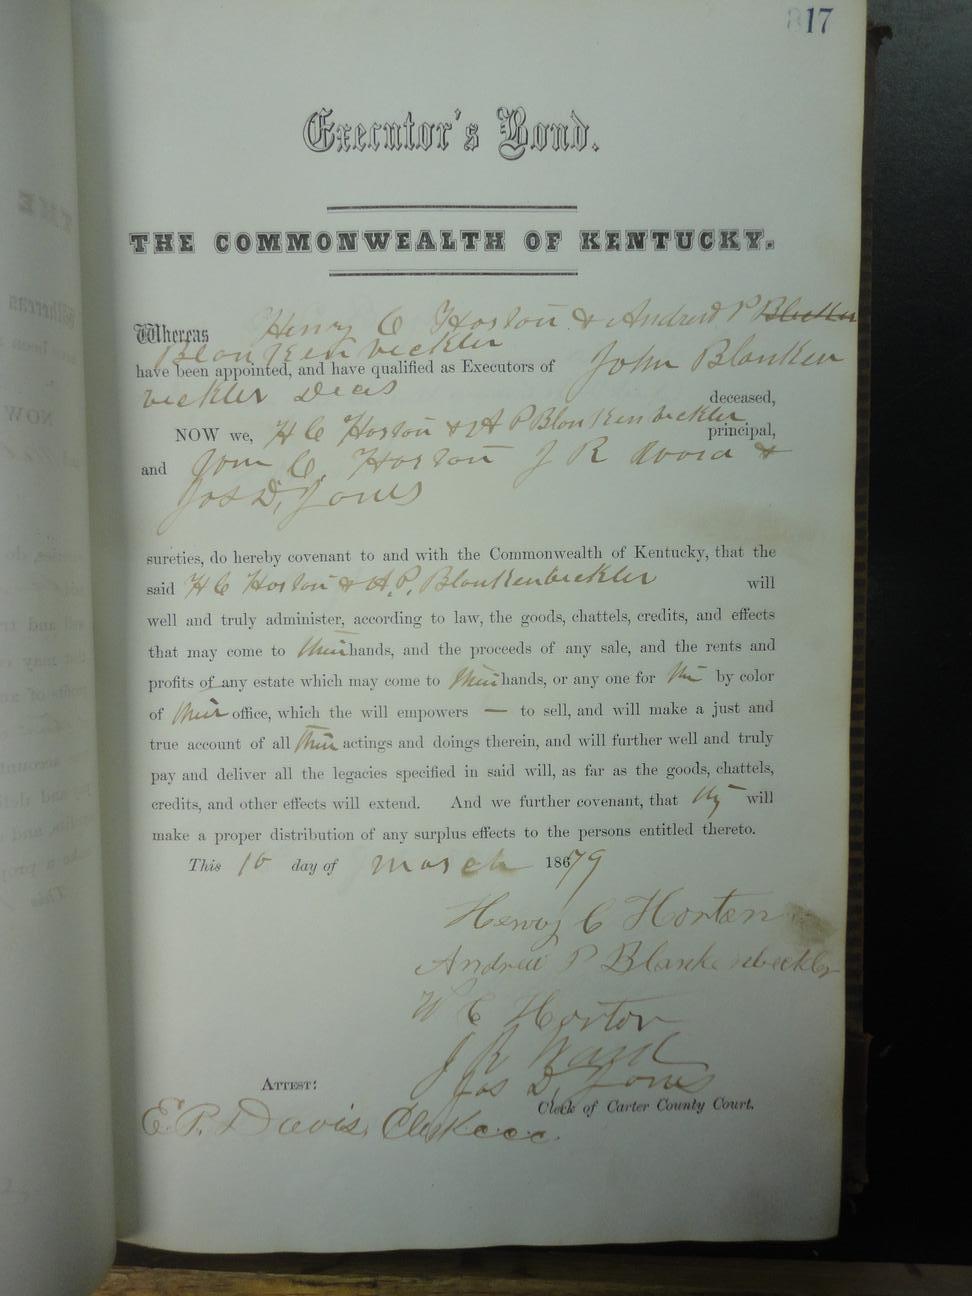 817
Executor's Bond.
THE COMMONWEALTH OF KENTUCKY.
Whereas Henry C Horton & Andrew P
Blankenbeckler
have been appointed, and have qualified as Executors of John Blanken
beckler Decs deceased,
NOW we, H C Horton & A P Blankenbeckler principal,
and C, Horton J R &
Jos D, Jones
sureties, do hereby covenant to and with the Commonwealth of Kentucky, that the
said H C Horton & A. P, Blankenbeckler will
well and truly administer, according to law, the goods, chattels, credits, and effects
that may come to their hands, and the proceeds of any sale, and the rents and
profits of any estate which may come to their hands, or any one for by color
of their office, which the will empowers — to sell, and will make a just and
true account of all their actings and doings therein, and will further well and truly
pay and deliver all the legacies specified in said will, as far as the goods, chattels,
credits, and other effects will extend. And we further covenant, that they will
make a proper distribution of any surplus effects to the persons entitled thereto.
This 10 day of March 1879
Henry C Horton
Andrew P Blankenbeckler
W C Horton
J R Ward
Jos D, Jones
ATTEST:
Clerk of Carter County Court.
E. P. Davis, Clerk ccc.